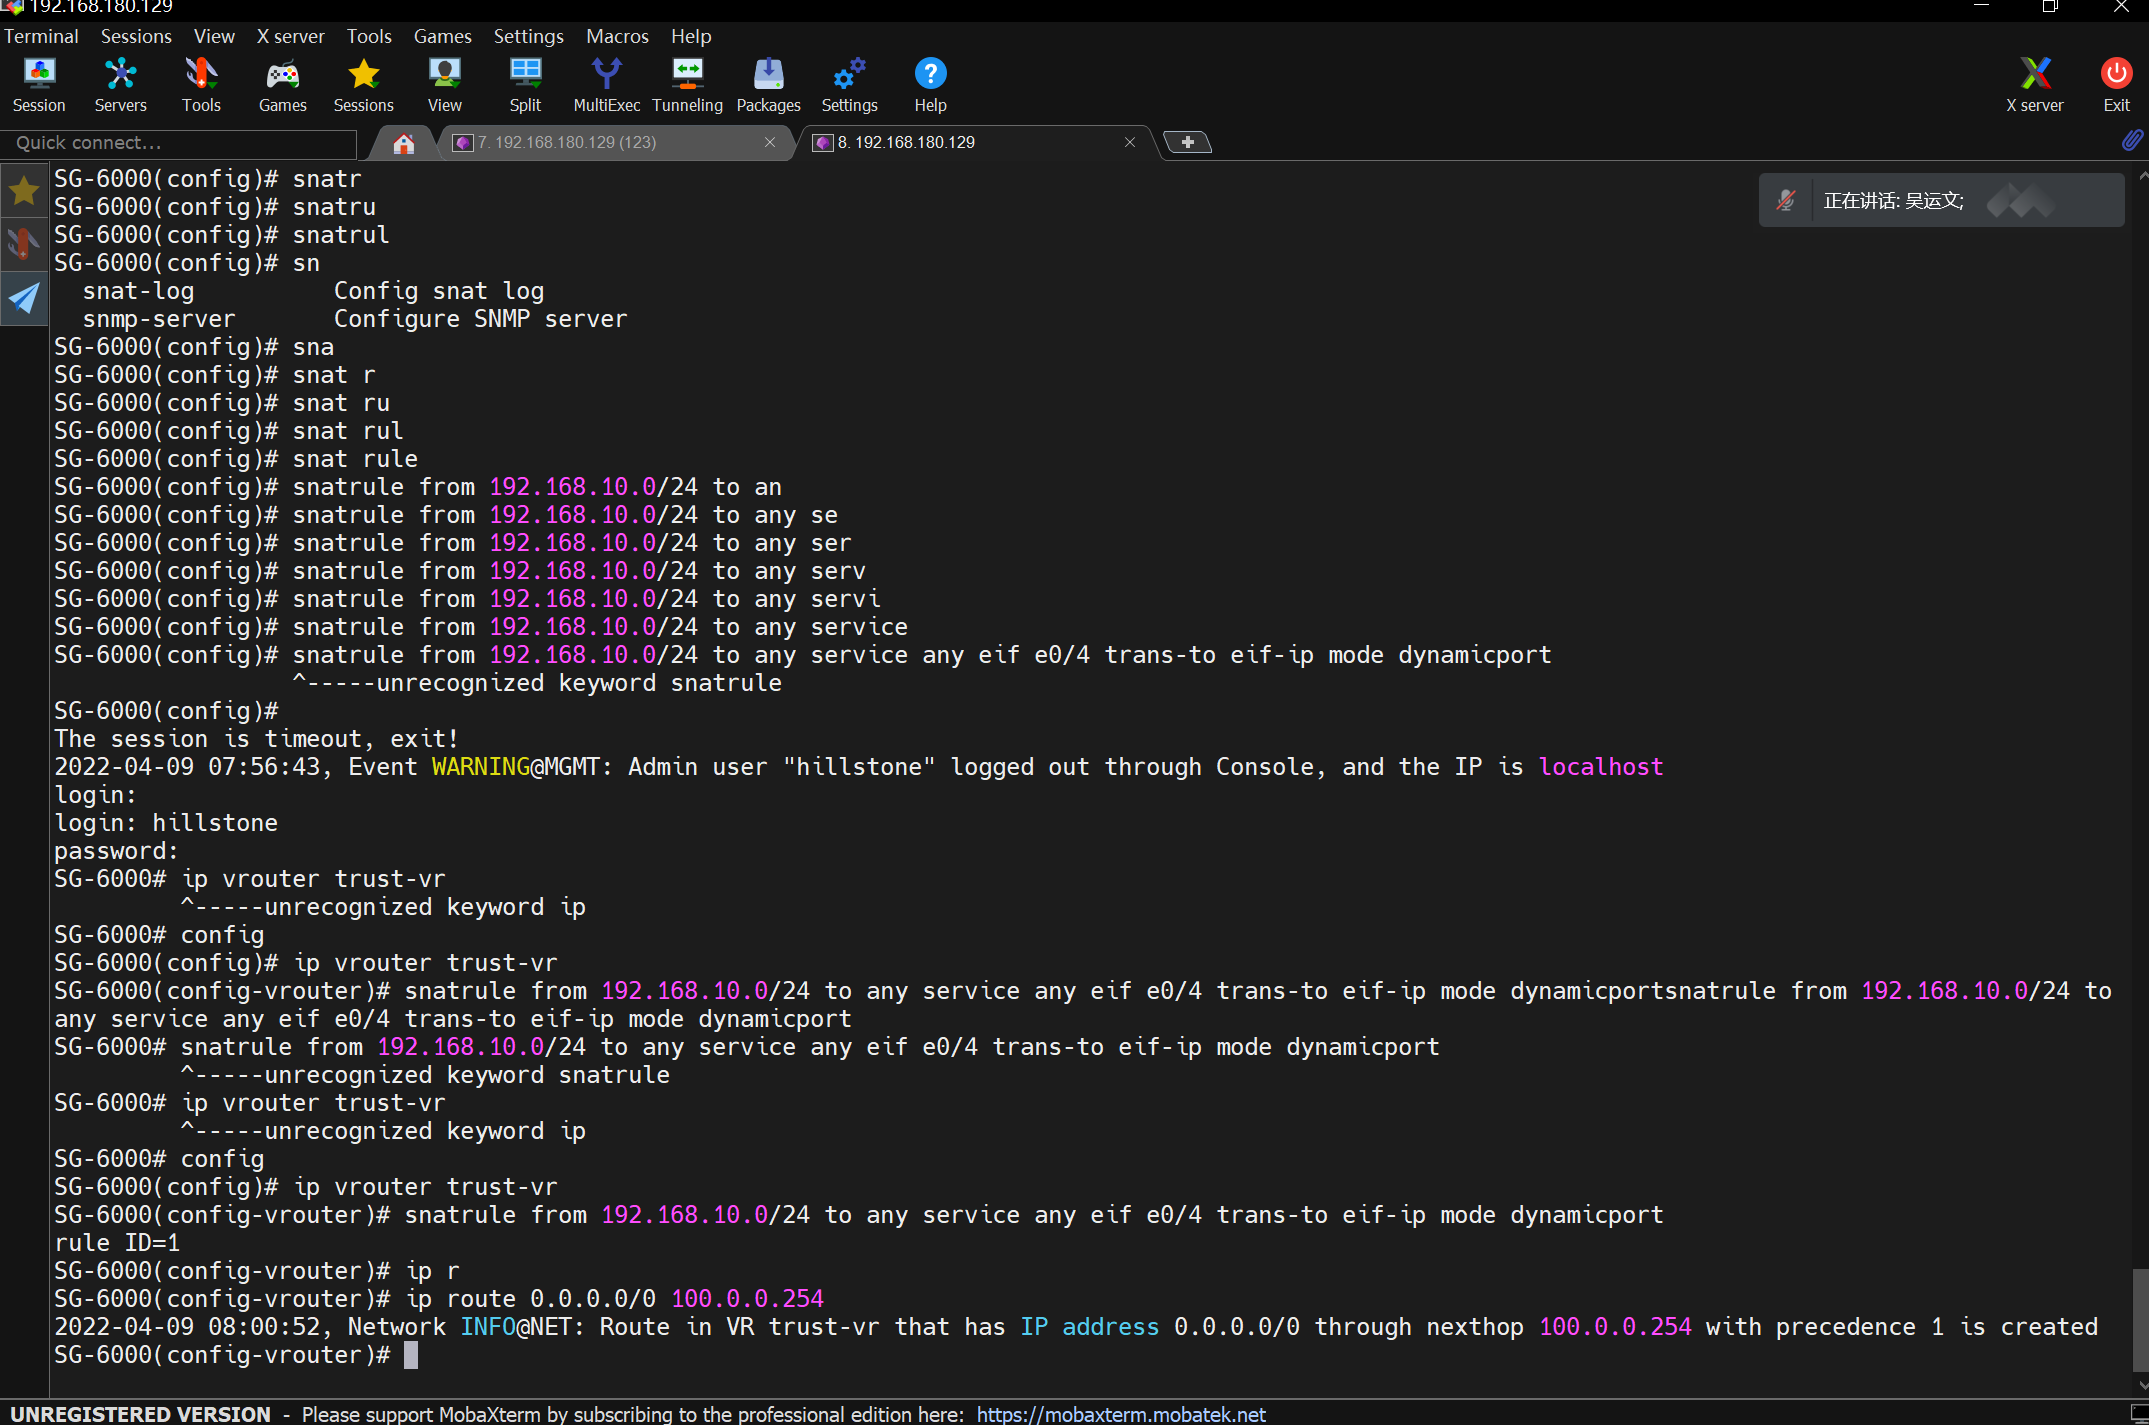 192.168.180.129
Terminal Sessions View X server Tools Games Settings Macros Help
Session Servers Tools Games Sessions View Split MultiExec Tunneling Packages Settings Help X server Exit
Quick connect... 7. 192.168.180.129 (123) 8. 192.168.180.129
正在讲话: 吴运文;
SG-6000(config)# snatr
SG-6000(config)# snatru
SG-6000(config)# snatrul
SG-6000(config)# sn
snat-log Config snat log
snmp-server Configure SNMP server
SG-6000(config)# sna
SG-6000(config)# snat r
SG-6000(config)# snat ru
SG-6000(config)# snat rul
SG-6000(config)# snat rule
SG-6000(config)# snatrule from 192.168.10.0/24 to an
SG-6000(config)# snatrule from 192.168.10.0/24 to any se
SG-6000(config)# snatrule from 192.168.10.0/24 to any ser
SG-6000(config)# snatrule from 192.168.10.0/24 to any serv
SG-6000(config)# snatrule from 192.168.10.0/24 to any servi
SG-6000(config)# snatrule from 192.168.10.0/24 to any service
SG-6000(config)# snatrule from 192.168.10.0/24 to any service any eif e0/4 trans-to eif-ip mode dynamicport
^-----unrecognized keyword snatrule
SG-6000(config)#
The session is timeout, exit!
2022-04-09 07:56:43, Event WARNING@MGMT: Admin user "hillstone" logged out through Console, and the IP is localhost
login:
login: hillstone
password:
SG-6000# ip vrouter trust-vr
^-----unrecognized keyword ip
SG-6000# config
SG-6000(config)# ip vrouter trust-vr
SG-6000(config-vrouter)# snatrule from 192.168.10.0/24 to any service any eif e0/4 trans-to eif-ip mode dynamicportsnatrule from 192.168.10.0/24 to
any service any eif e0/4 trans-to eif-ip mode dynamicport
SG-6000# snatrule from 192.168.10.0/24 to any service any eif e0/4 trans-to eif-ip mode dynamicport
^-----unrecognized keyword snatrule
SG-6000# ip vrouter trust-vr
^-----unrecognized keyword ip
SG-6000# config
SG-6000(config)# ip vrouter trust-vr
SG-6000(config-vrouter)# snatrule from 192.168.10.0/24 to any service any eif e0/4 trans-to eif-ip mode dynamicport
rule ID=1
SG-6000(config-vrouter)# ip r
SG-6000(config-vrouter)# ip route 0.0.0.0/0 100.0.0.254
2022-04-09 08:00:52, Network INFO@NET: Route in VR trust-vr that has IP address 0.0.0.0/0 through nexthop 100.0.0.254 with precedence 1 is created
SG-6000(config-vrouter)#
UNREGISTERED VERSION - Please support MobaXterm by subscribing to the professional edition here: https://mobaxterm.mobatek.net